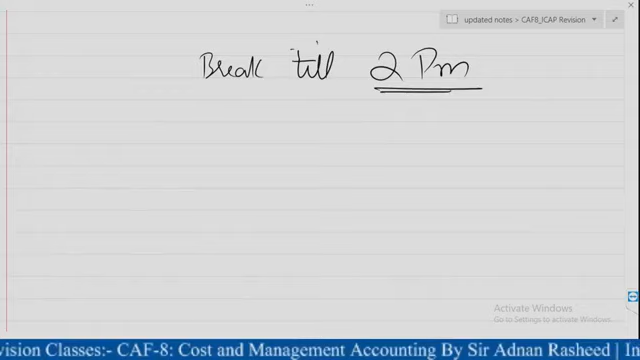 updated notes > CAF8_ICAP Revision
Break till 2 Pm
Activate Windows
Go to Settings to activate Windows.
vision Classes:- CAF-8: Cost and Management Accounting By Sir Adnan Rasheed | In